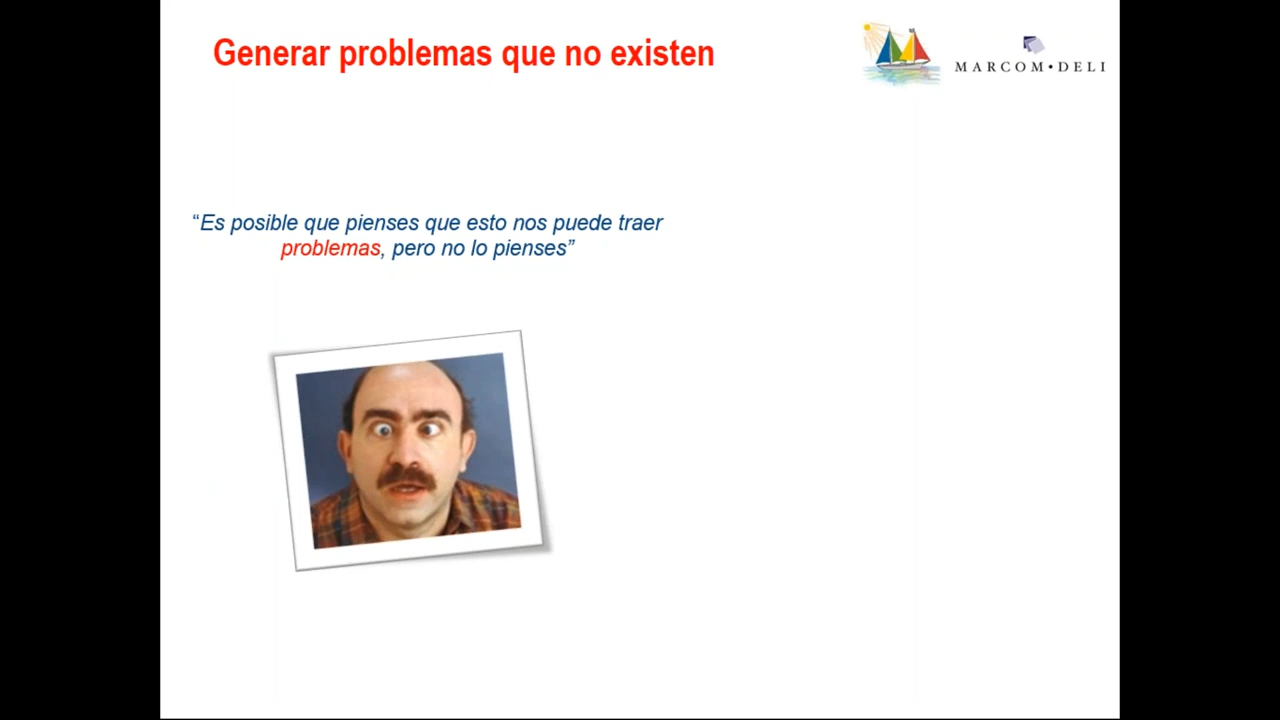 Generar problemas que no existen
MARCOM•DELI
“Es posible que pienses que esto nos puede traer
problemas, pero no lo pienses”